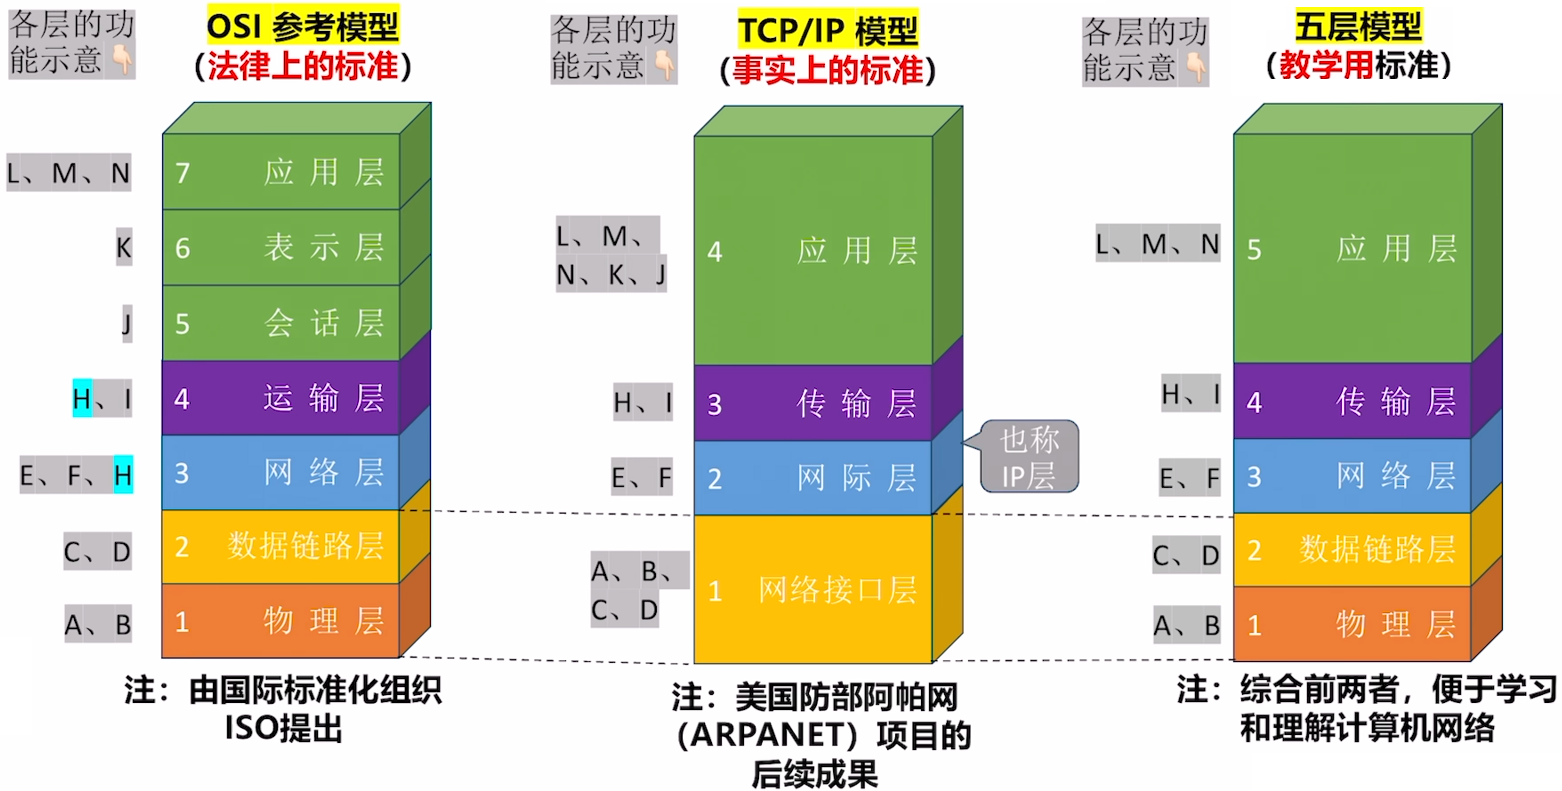 各层的功
能示意👇🏻
OSI 参考模型
（法律上的标准）
L、M、N
7 应用层
K
6 表示层
J
5 会话层
H、I
4 运输层
E、F、H
3 网络层
C、D
2 数据链路层
A、B
1 物理层
注：由国际标准化组织
ISO提出
各层的功
能示意👇🏻
TCP/IP 模型
（事实上的标准）
L、M、
N、K、J
4 应用层
H、I
3 传输层
E、F
2 网际层
也称
IP层
A、B、
C、D
1 网络接口层
注：美国防部阿帕网
（ARPANET）项目的
后续成果
各层的功
能示意👇🏻
五层模型
（教学用标准）
L、M、N
5 应用层
H、I
4 传输层
E、F
3 网络层
C、D
2 数据链路层
A、B
1 物理层
注：综合前两者，便于学习
和理解计算机网络